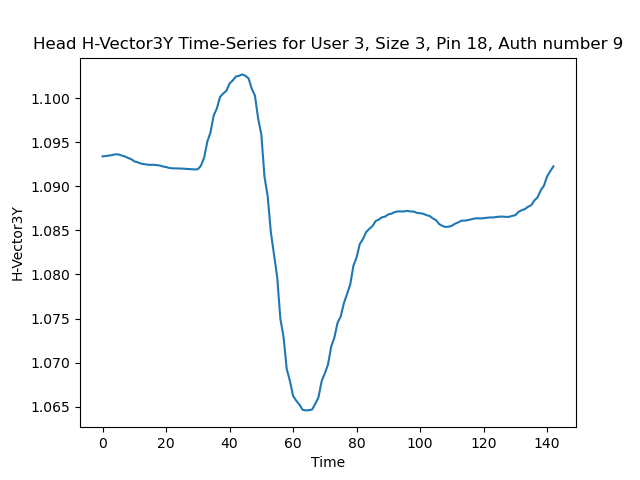 Head H-Vector3Y Time-Series for User 3, Size 3, Pin 18, Auth number 9
H-Vector3Y
1.100
1.095
1.090
1.085
1.080
1.075
1.070
1.065
0 20 40 60 80 100 120 140
Time